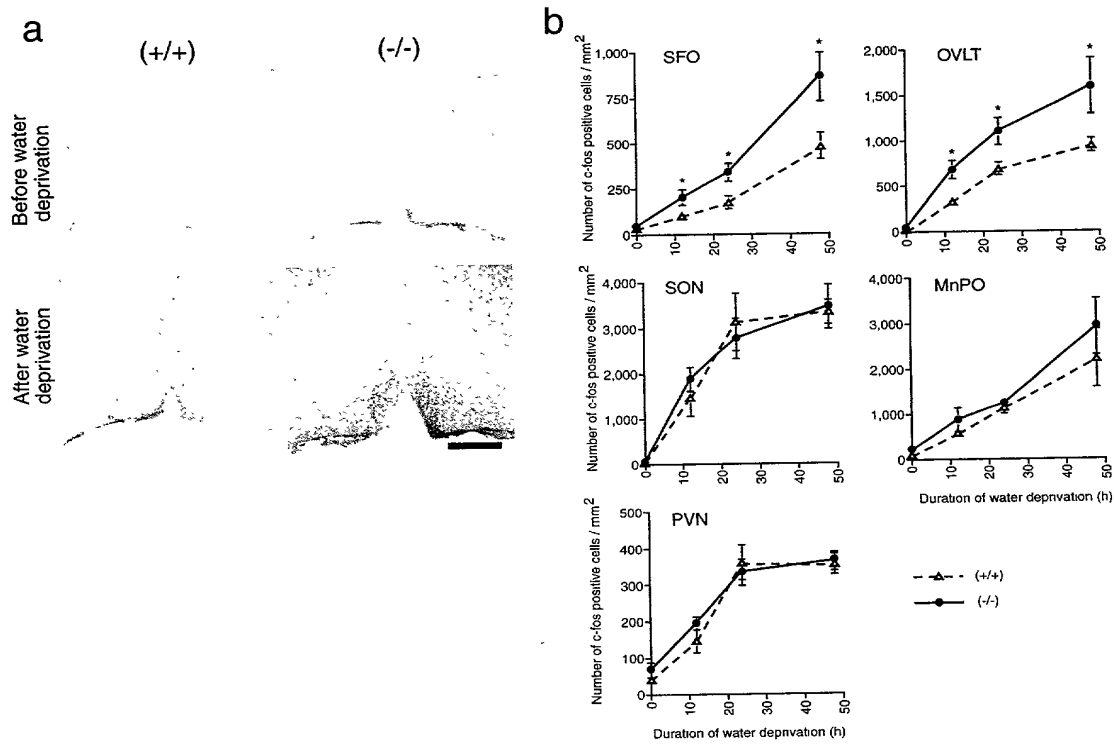 a
(+/+)
(-/-)
Before water
deprivation
After water
deprivation
b
SFO
Number of c-fos positive cells / mm2
1,000
750
500
250
0
0 10 20 30 40 50
* * *
OVLT
2,000
1,500
1,000
500
0
0 10 20 30 40 50
* * *
SON
Number of c-fos positive cells / mm2
4,000
3,000
2,000
1,000
0
0 10 20 30 40 50
MnPO
4,000
3,000
2,000
1,000
0
0 10 20 30 40 50
Duration of water deprivation (h)
PVN
Number of c-fos positive cells / mm2
500
400
300
200
100
0
0 10 20 30 40 50
Duration of water deprivation (h)
(+/+)
(-/-)